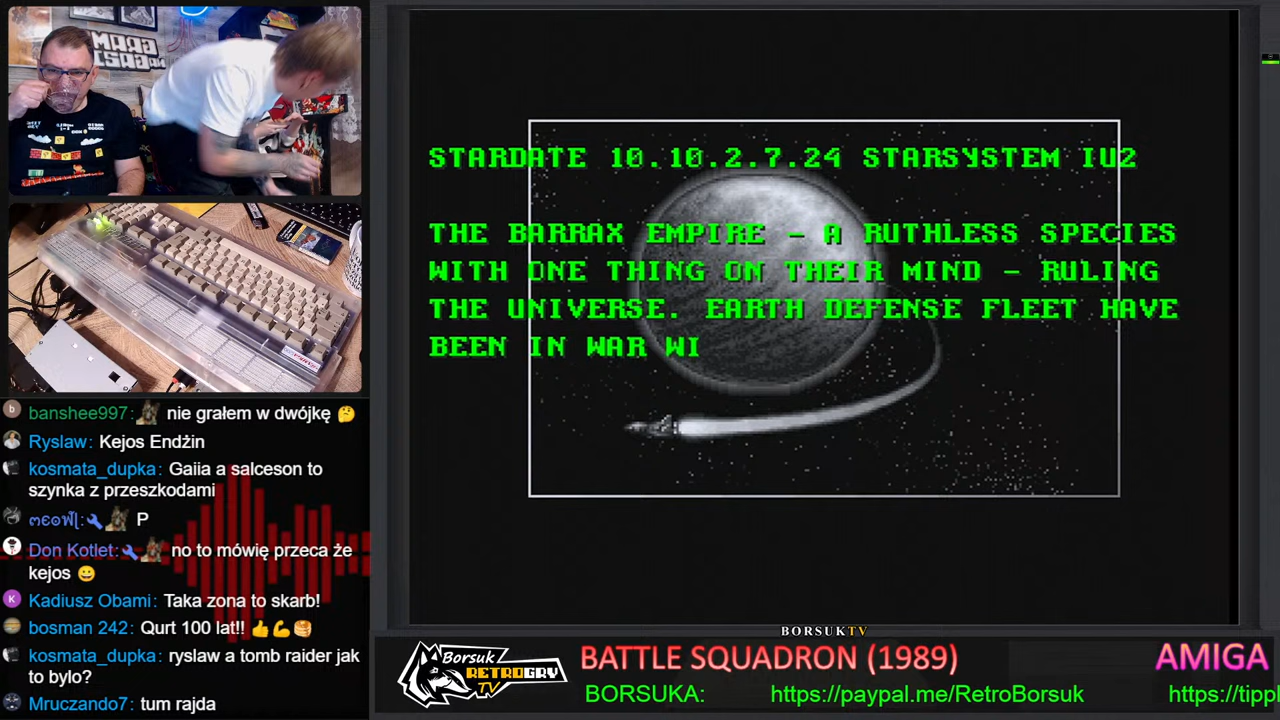 STARDATE 10.10.2.7.24 STARSYSTEM IU2
THE BARRAX EMPIRE - A RUTHLESS SPECIES
WITH ONE THING ON THEIR MIND - RULING
THE UNIVERSE. EARTH DEFENSE FLEET HAVE
BEEN IN WAR WI
banshee997: nie grałem w dwójkę 🤔
Ryslaw: Kejos Endżin
kosmata_dupka: Gaiia a salceson to
szynka z przeszkodami
P
Don Kotlet: no to mówię przeca że
kejos 😀
Kadiusz Obami: Taka zona to skarb!
bosman 242: Qurt 100 lat!! 👍💪🥞
kosmata_dupka: ryslaw a tomb raider jak
to bylo?
Mruczando7: tum rajda
BORSUKTV
Borsuk
RETROGRY
TV
BATTLE SQUADRON (1989)
AMIGA
BORSUKA: https://paypal.me/RetroBorsuk https://tippl